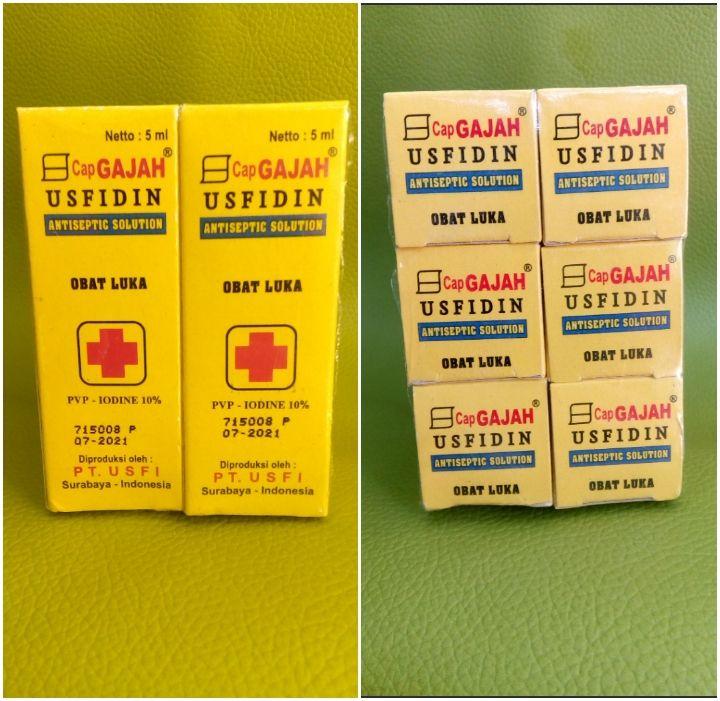 Netto : 5 ml
Cap GAJAH®
USFIDIN
ANTISEPTIC SOLUTION
OBAT LUKA
PVP - IODINE 10%
715008 P
07-2021
Diproduksi oleh :
PT. USFI
Surabaya - Indonesia
Netto : 5 ml
Cap GAJAH®
USFIDIN
ANTISEPTIC SOLUTION
OBAT LUKA
PVP - IODINE 10%
715008 P
07-2021
Diproduksi oleh :
PT. USFI
Surabaya - Indonesia
Cap GAJAH®
USFIDIN
ANTISEPTIC SOLUTION
OBAT LUKA
Cap GAJAH®
USFIDIN
ANTISEPTIC SOLUTION
OBAT LUKA
Cap GAJAH®
USFIDIN
ANTISEPTIC SOLUTION
OBAT LUKA
Cap GAJAH®
USFIDIN
ANTISEPTIC SOLUTION
OBAT LUKA
Cap GAJAH®
USFIDIN
ANTISEPTIC SOLUTION
OBAT LUKA
Cap GAJAH®
USFIDIN
ANTISEPTIC SOLUTION
OBAT LUKA